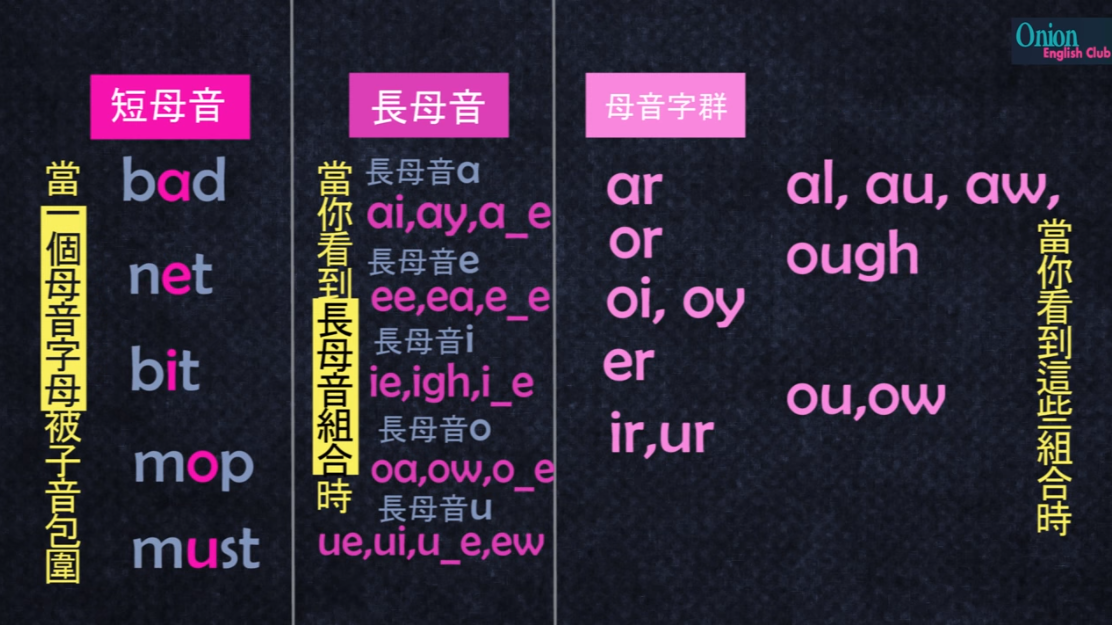 Onion
English Club
短母音
當一個母音字母被子音包圍
bad
net
bit
mop
must
長母音
當你看到長母音組合時
長母音a
ai,ay,a_e
長母音e
ee,ea,e_e
長母音i
ie,igh,i_e
長母音o
oa,ow,o_e
長母音u
ue,ui,u_e,ew
母音字群
ar
or
oi, oy
er
ir,ur
al, au, aw,
ough
ou,ow
當你看到這些組合時